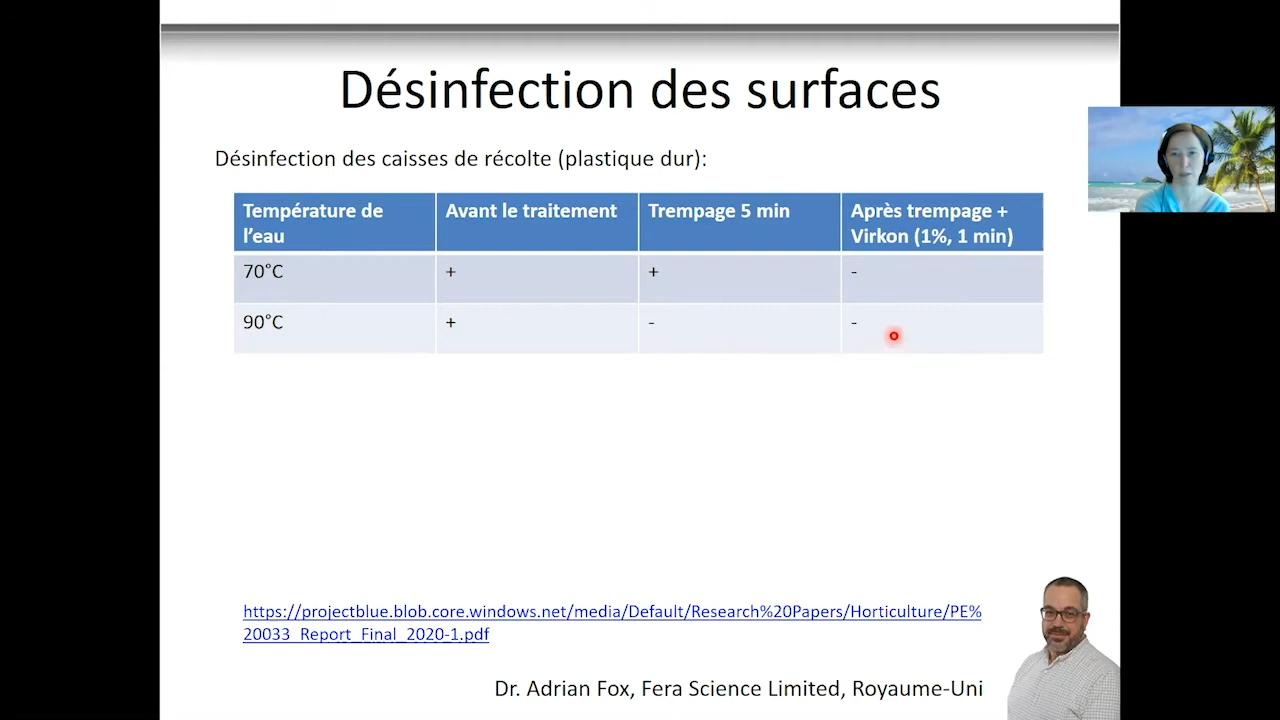 Désinfection des surfaces
Désinfection des caisses de récolte (plastique dur):
Température de
l'eau
Avant le traitement
Trempage 5 min
Après trempage +
Virkon (1%, 1 min)
70°C
+
+
-
90°C
+
-
-
https://projectblue.blob.core.windows.net/media/Default/Research%20Papers/Horticulture/PE%
20033_Report_Final_2020-1.pdf
Dr. Adrian Fox, Fera Science Limited, Royaume-Uni